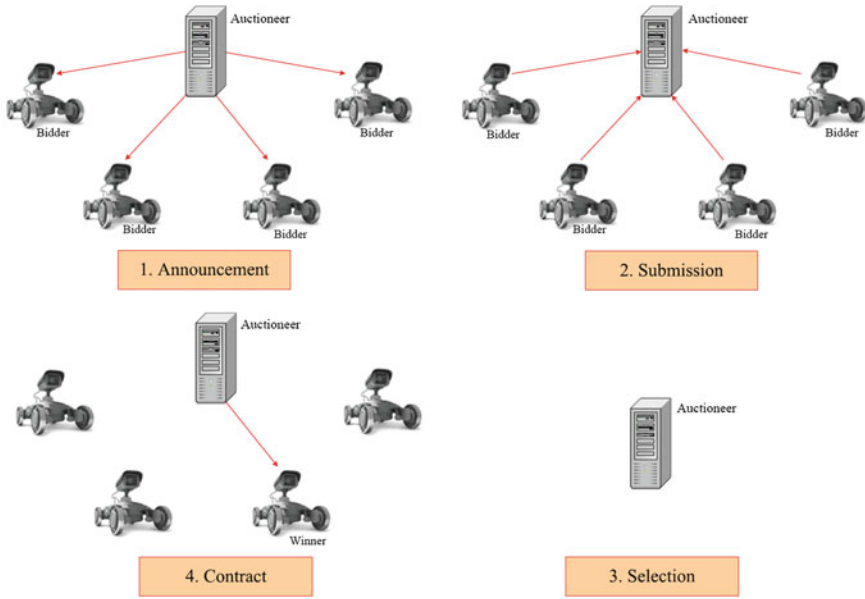 Auctioneer
Bidder
Bidder
Bidder
Bidder
1. Announcement
Auctioneer
Bidder
Bidder
Bidder
Bidder
2. Submission
Auctioneer
Winner
4. Contract
Auctioneer
3. Selection